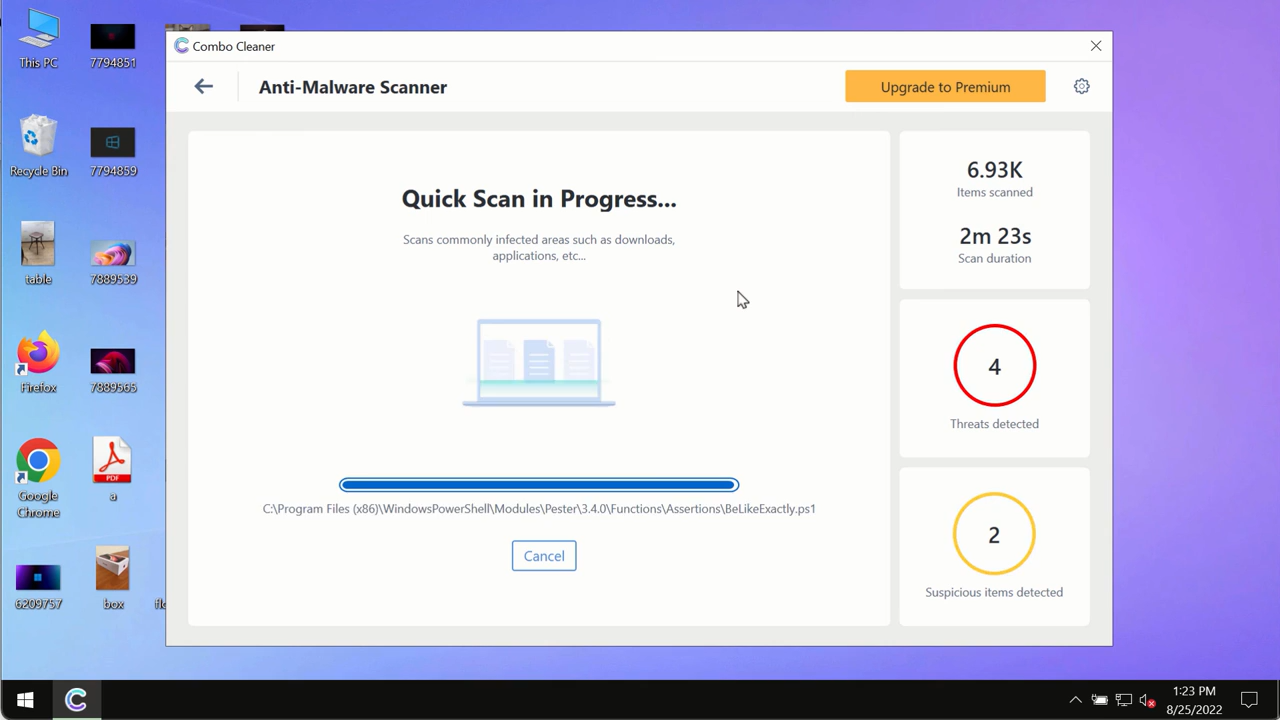 This PC
7794851
Recycle Bin
7794859
table
7889539
Firefox
7889565
Google
Chrome
PDF
a
6209757
box
Combo Cleaner
Anti-Malware Scanner
Upgrade to Premium
Quick Scan in Progress...
Scans commonly infected areas such as downloads,
applications, etc...
C:\Program Files (x86)\WindowsPowerShell\Modules\Pester\3.4.0\Functions\Assertions\BeLikeExactly.ps1
Cancel
6.93K
Items scanned
2m 23s
Scan duration
4
Threats detected
2
Suspicious items detected
1:23 PM
8/25/2022